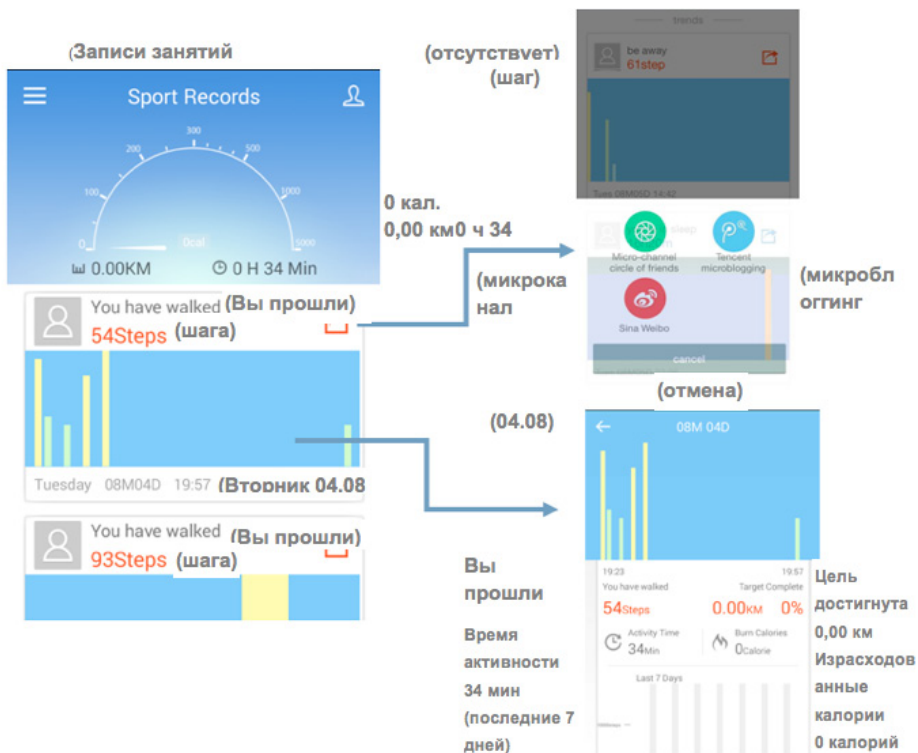 (Записи занятий
Sport Records
300
200
500
100
1000
0
0cal
5000
0.00KM
0 H 34 Min
You have walked (Вы прошли)
54Steps (шага)
Tuesday 08M04D 19:57 (Вторник 04.08
You have walked (Вы прошли)
93Steps (шага)
0 кал.
0,00 км0 ч 34
(отсутствует)
(шаг)
trends
be away
61step
Tues 08M05D 14:42
(микрока
нал
sleep
Micro-channel
circle of friends
Tencent
microblogging
Sina Weibo
cancel
(микробл
оггинг
(отмена)
(04.08)
08M 04D
19:23
19:57
You have walked
Target Complete
54Steps
0.00KM 0%
Activity Time
34Min
Burn Calories
0Calorie
Last 7 Days
Вы
прошли
Время
активности
34 мин
(последние 7
дней)
Цель
достигнута
0,00 км
Израсходов
анные
калории
0 калорий